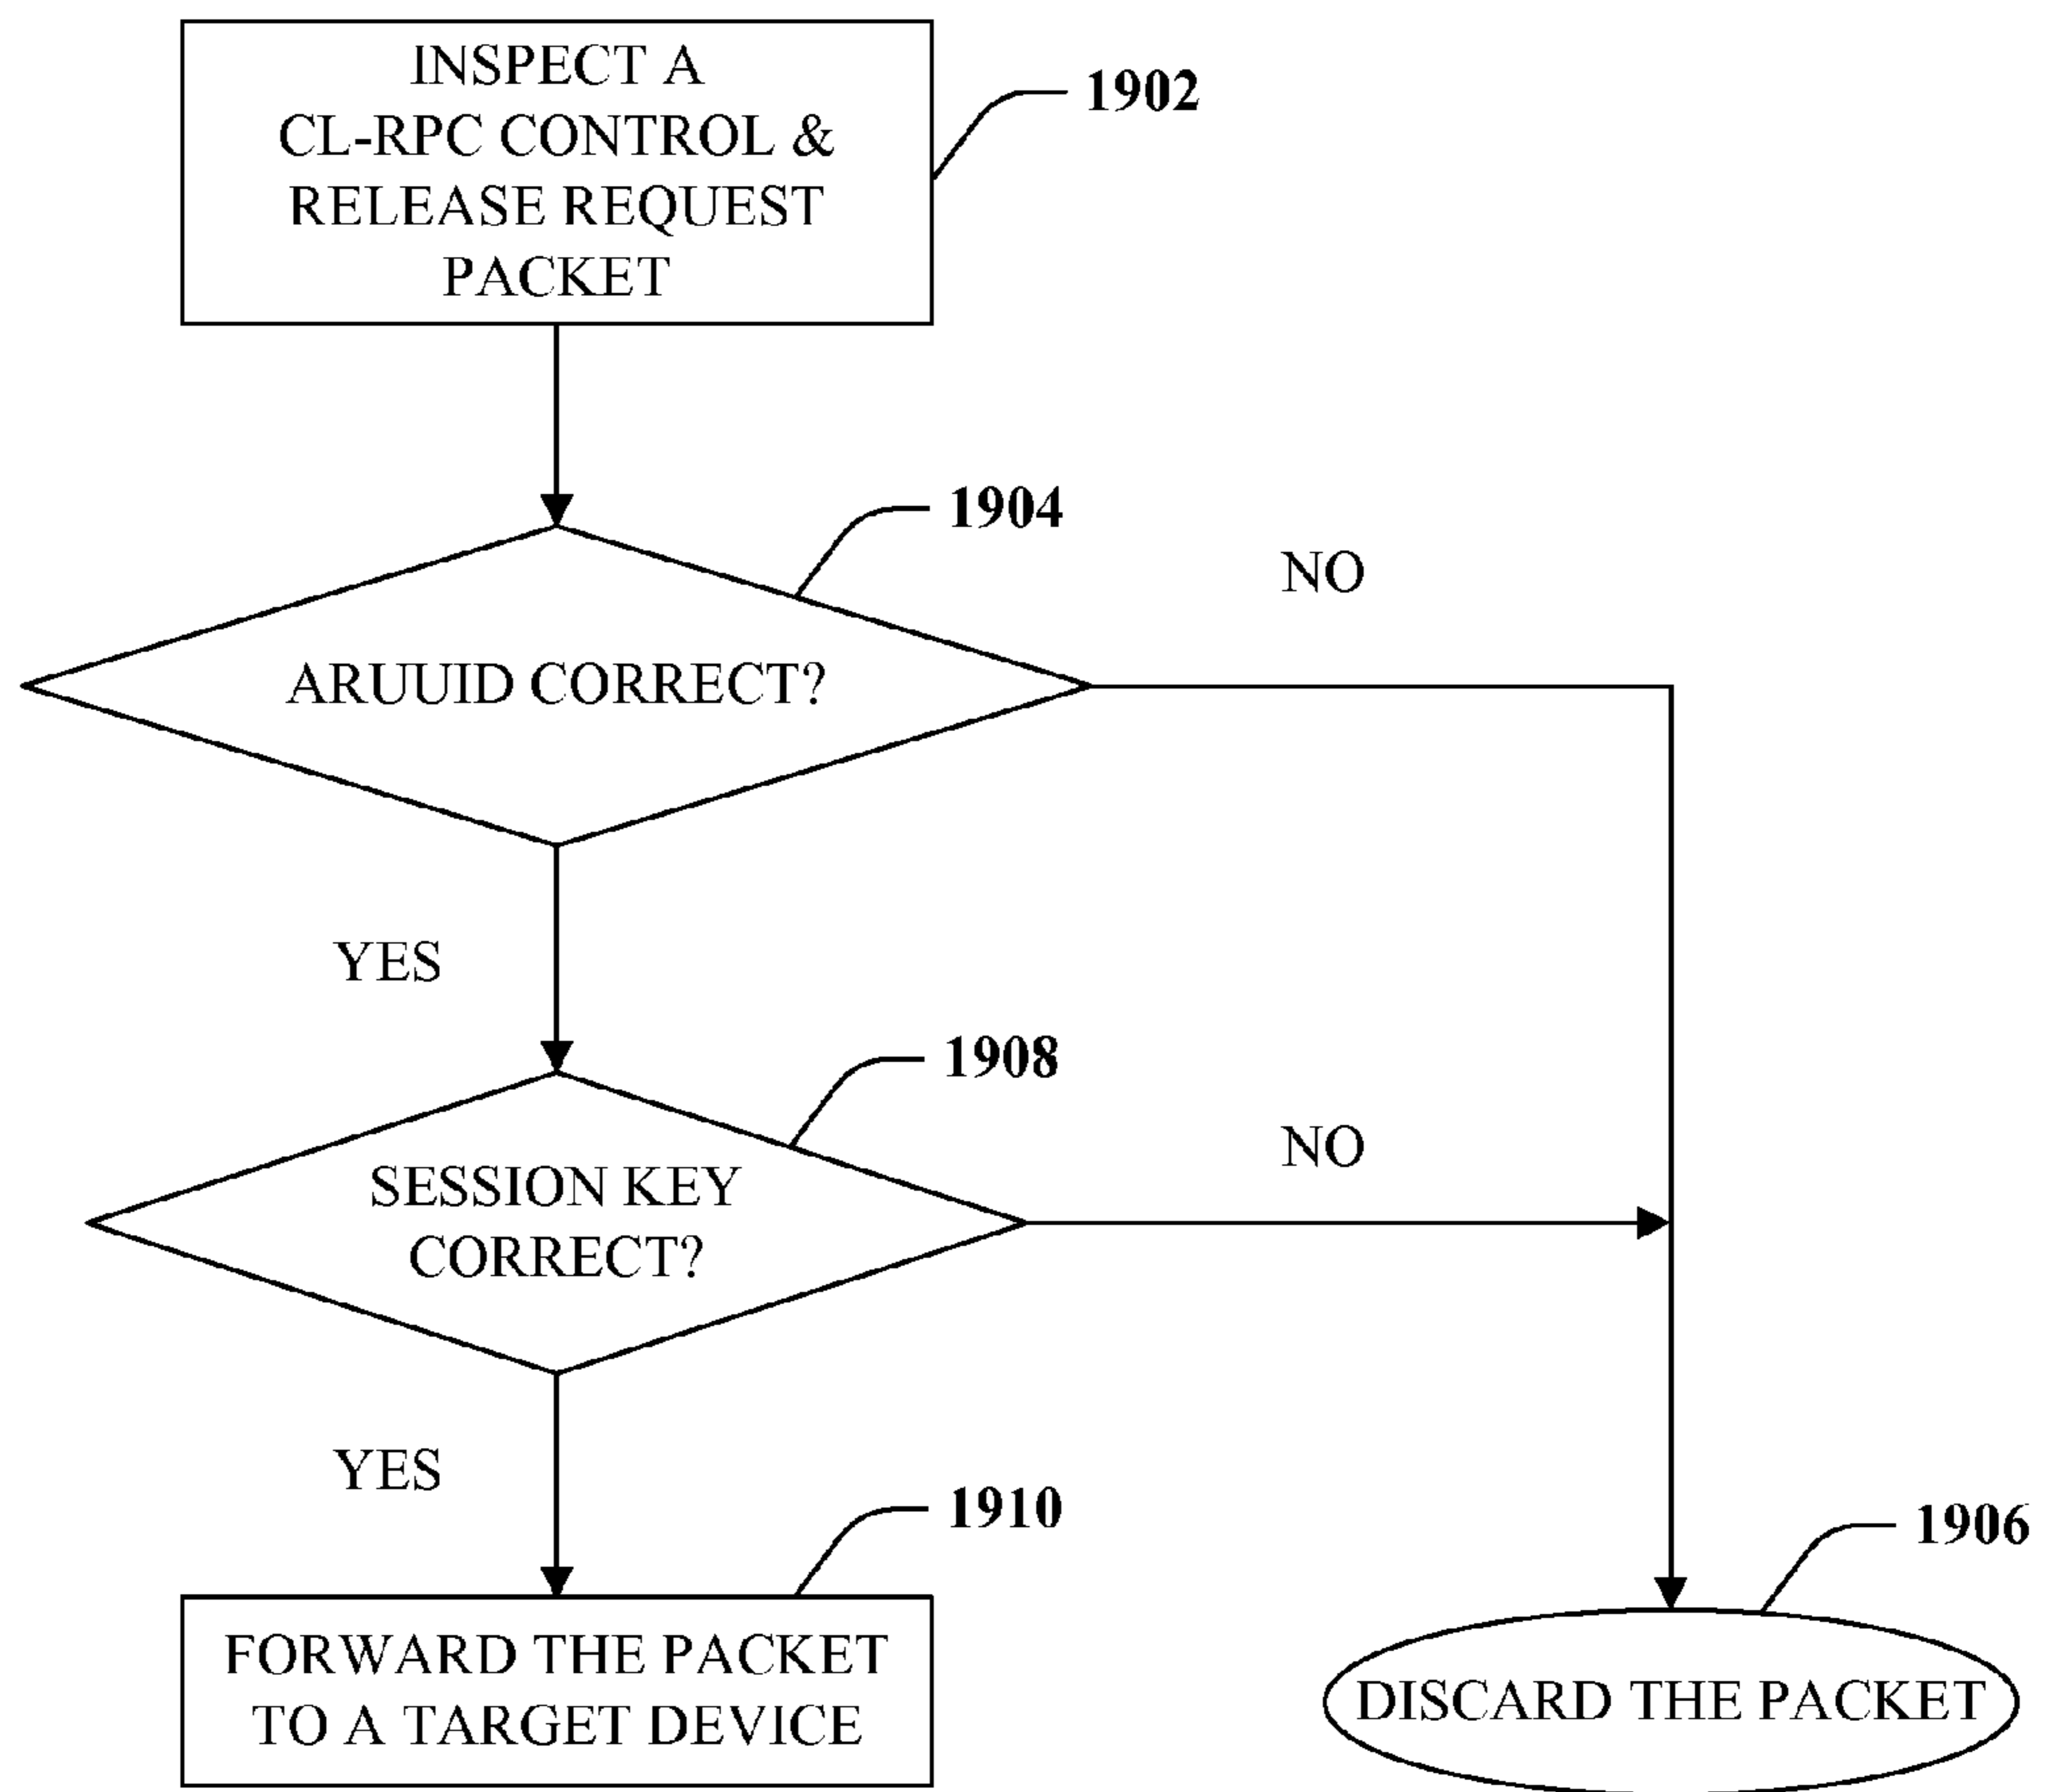 INSPECT A
CL-RPC CONTROL &
RELEASE REQUEST
PACKET
1902
1904
NO
ARUUID CORRECT?
YES
1908
NO
SESSION KEY
CORRECT?
YES
1910
1906
FORWARD THE PACKET
TO A TARGET DEVICE
DISCARD THE PACKET